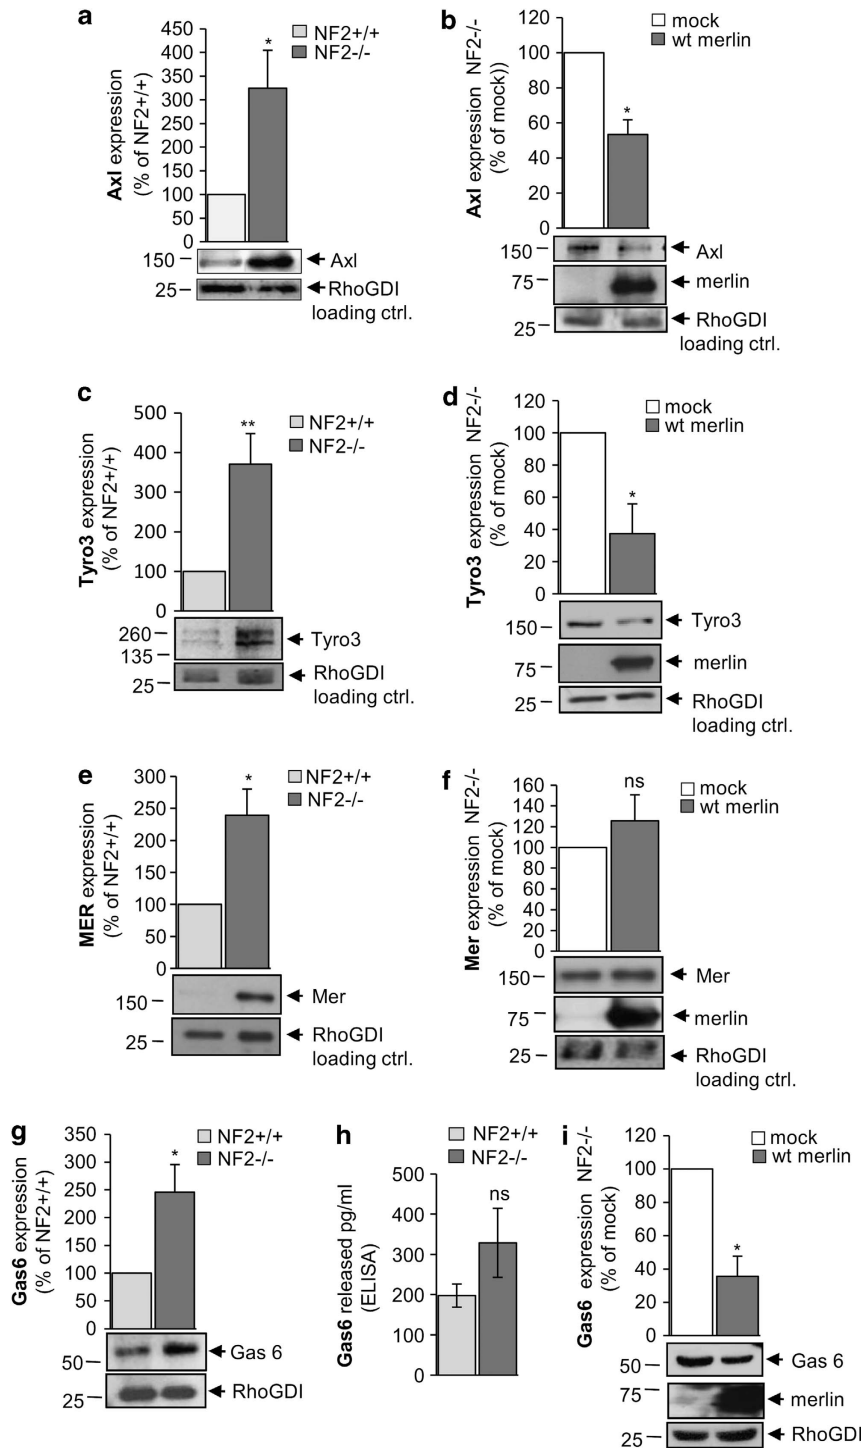 a
Axl expression
(% of NF2+/+)
450
400
350
300
250
200
150
100
50
0
*
NF2+/+
NF2-/-
150
Axl
25
RhoGDI
loading ctrl.
b
Axl expression NF2-/-
(% of mock))
120
100
80
60
40
20
0
*
mock
wt merlin
150
Axl
75
merlin
25
RhoGDI
loading ctrl.
c
Tyro3 expression
(% of NF2+/+)
500
400
300
200
100
0
**
NF2+/+
NF2-/-
260
135
Tyro3
25
RhoGDI
loading ctrl.
d
Tyro3 expression NF2-/-
(% of mock)
120
100
80
60
40
20
0
*
mock
wt merlin
150
Tyro3
75
merlin
25
RhoGDI
loading ctrl.
e
MER expression
(% of NF2+/+)
300
250
200
150
100
50
0
*
NF2+/+
NF2-/-
150
Mer
25
RhoGDI
loading ctrl.
f
Mer expression NF2-/-
(% of mock)
160
140
120
100
80
60
40
20
0
ns
mock
wt merlin
150
Mer
75
merlin
25
RhoGDI
loading ctrl.
g
Gas6 expression
(% of NF2+/+)
350
300
250
200
150
100
50
0
*
NF2+/+
NF2-/-
50
Gas 6
25
RhoGDI
h
Gas6 released pg/ml
(ELISA)
500
400
300
200
100
0
ns
NF2+/+
NF2-/-
i
Gas6 expression NF2-/-
(% of mock)
120
100
80
60
40
20
0
*
mock
wt merlin
50
Gas 6
75
merlin
25
RhoGDI